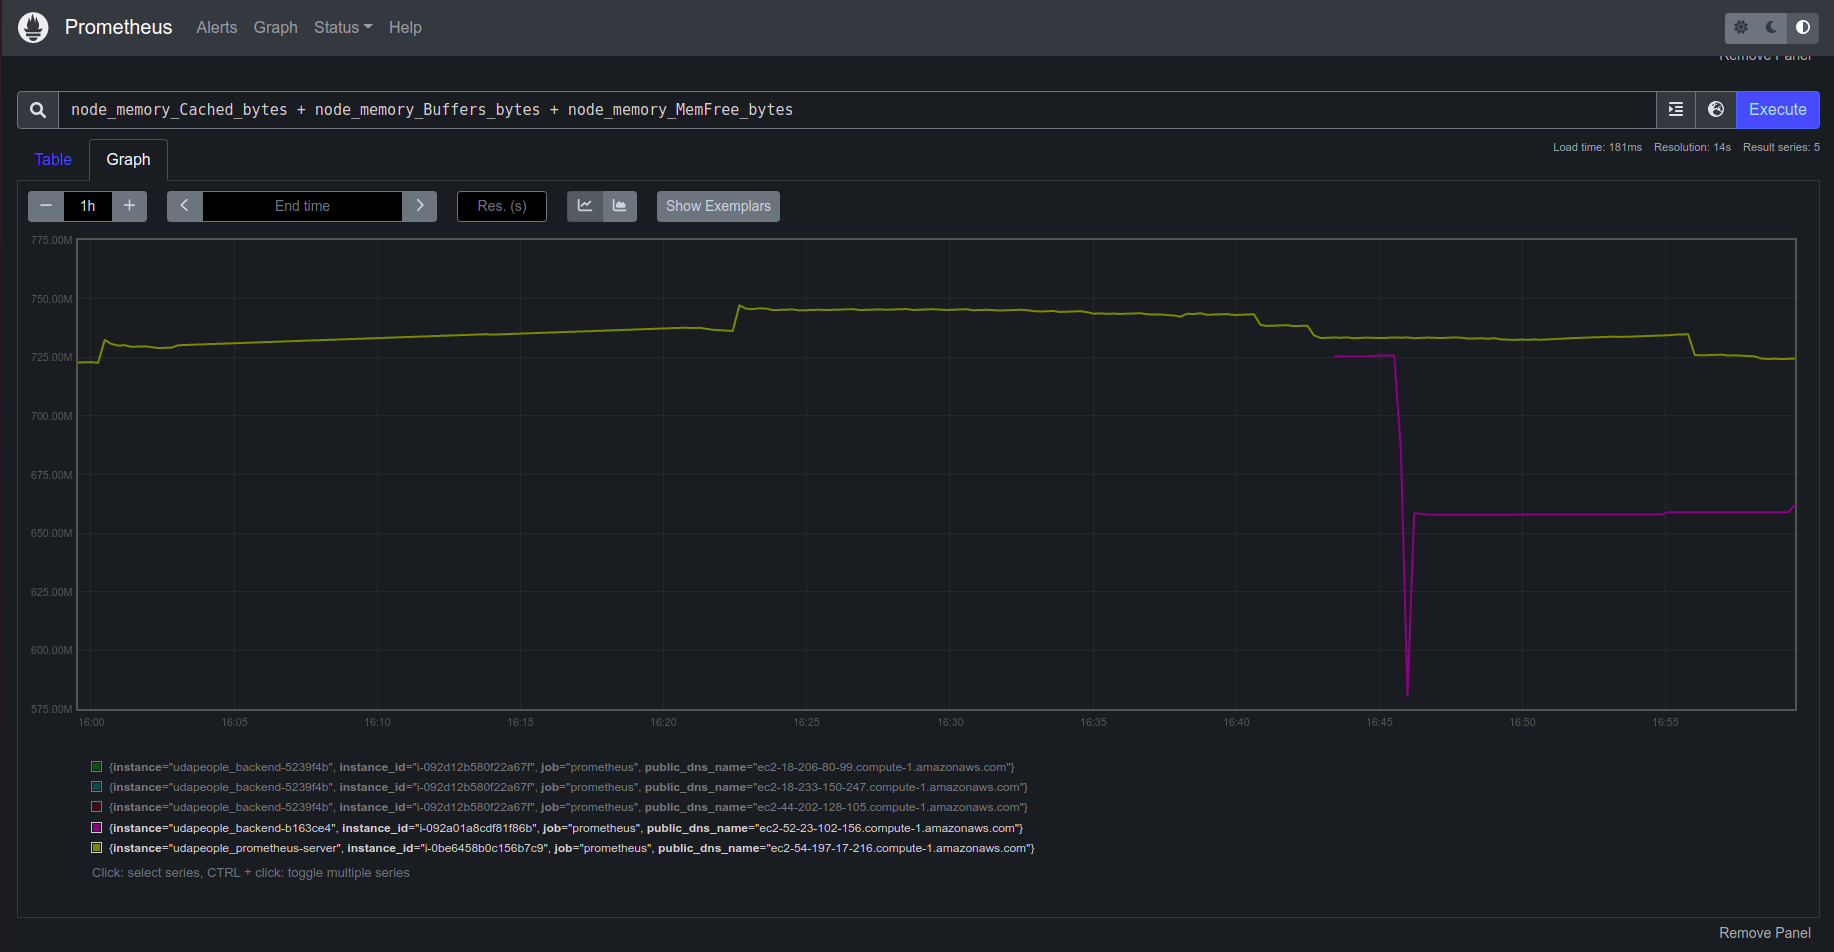 Prometheus Alerts Graph Status Help
Remove Panel
node_memory_Cached_bytes + node_memory_Buffers_bytes + node_memory_MemFree_bytes
Execute
Table Graph
Load time: 181ms Resolution: 14s Result series: 5
− 1h + End time Res. (s) Show Exemplars
775.00M
750.00M
725.00M
700.00M
675.00M
650.00M
625.00M
600.00M
575.00M
16:00 16:05 16:10 16:15 16:20 16:25 16:30 16:35 16:40 16:45 16:50 16:55
{instance="udapeople_backend-5239f4b", instance_id="i-092d12b580f22a67f", job="prometheus", public_dns_name="ec2-18-206-80-99.compute-1.amazonaws.com"}
{instance="udapeople_backend-5239f4b", instance_id="i-092d12b580f22a67f", job="prometheus", public_dns_name="ec2-18-233-150-247.compute-1.amazonaws.com"}
{instance="udapeople_backend-5239f4b", instance_id="i-092d12b580f22a67f", job="prometheus", public_dns_name="ec2-44-202-128-105.compute-1.amazonaws.com"}
{instance="udapeople_backend-b163ce4", instance_id="i-092a01a8cdf81f86b", job="prometheus", public_dns_name="ec2-52-23-102-156.compute-1.amazonaws.com"}
{instance="udapeople_prometheus-server", instance_id="i-0be6458b0c156b7c9", job="prometheus", public_dns_name="ec2-54-197-17-216.compute-1.amazonaws.com"}
Click: select series, CTRL + click: toggle multiple series
Remove Panel